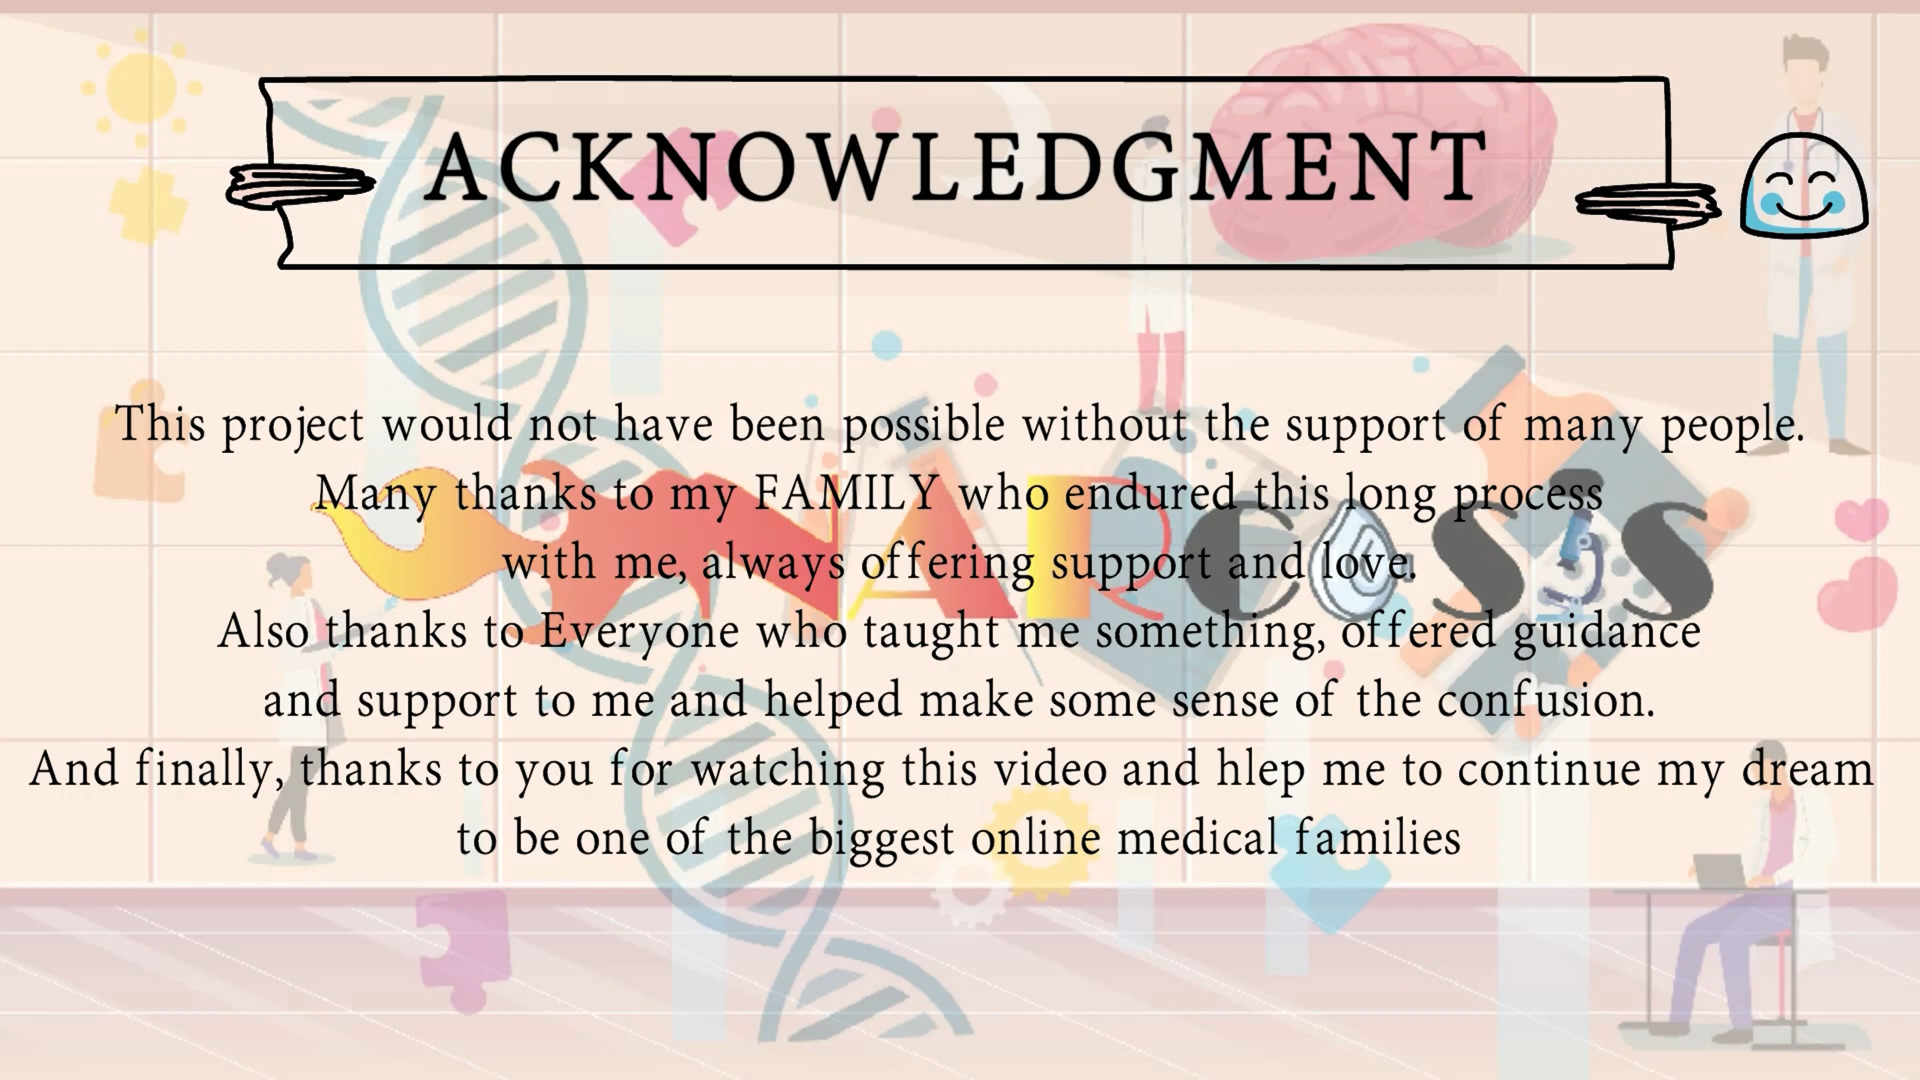 ACKNOWLEDGMENT
This project would not have been possible without the support of many people.
Many thanks to my FAMILY who endured this long process
with me, always offering support and love.
NARCOSIS
Also thanks to Everyone who taught me something, offered guidance
and support to me and helped make some sense of the confusion.
And finally, thanks to you for watching this video and hlep me to continue my dream
to be one of the biggest online medical families